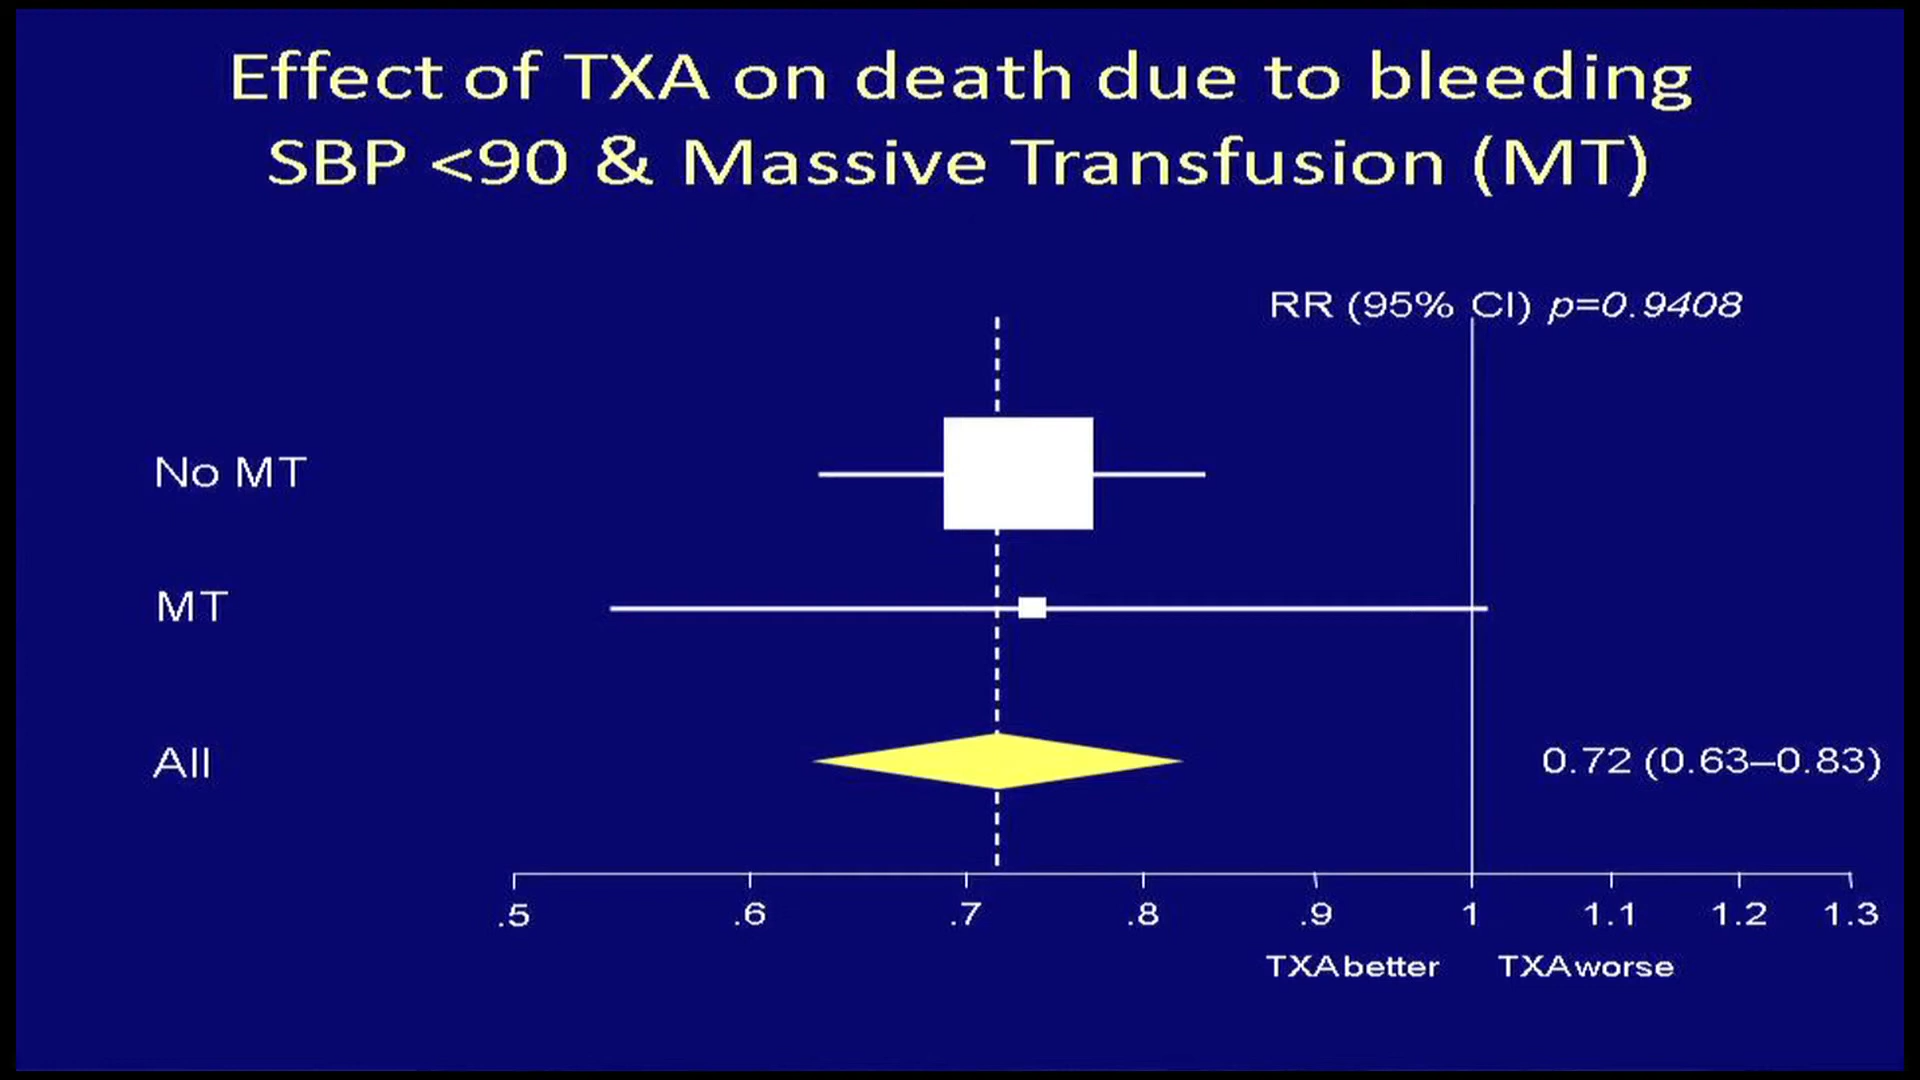 Effect of TXA on death due to bleeding
SBP <90 & Massive Transfusion (MT)
RR (95% CI) p=0.9408
No MT
MT
All
0.72 (0.63–0.83)
.5 .6 .7 .8 .9 1 1.1 1.2 1.3
TXA better TXA worse